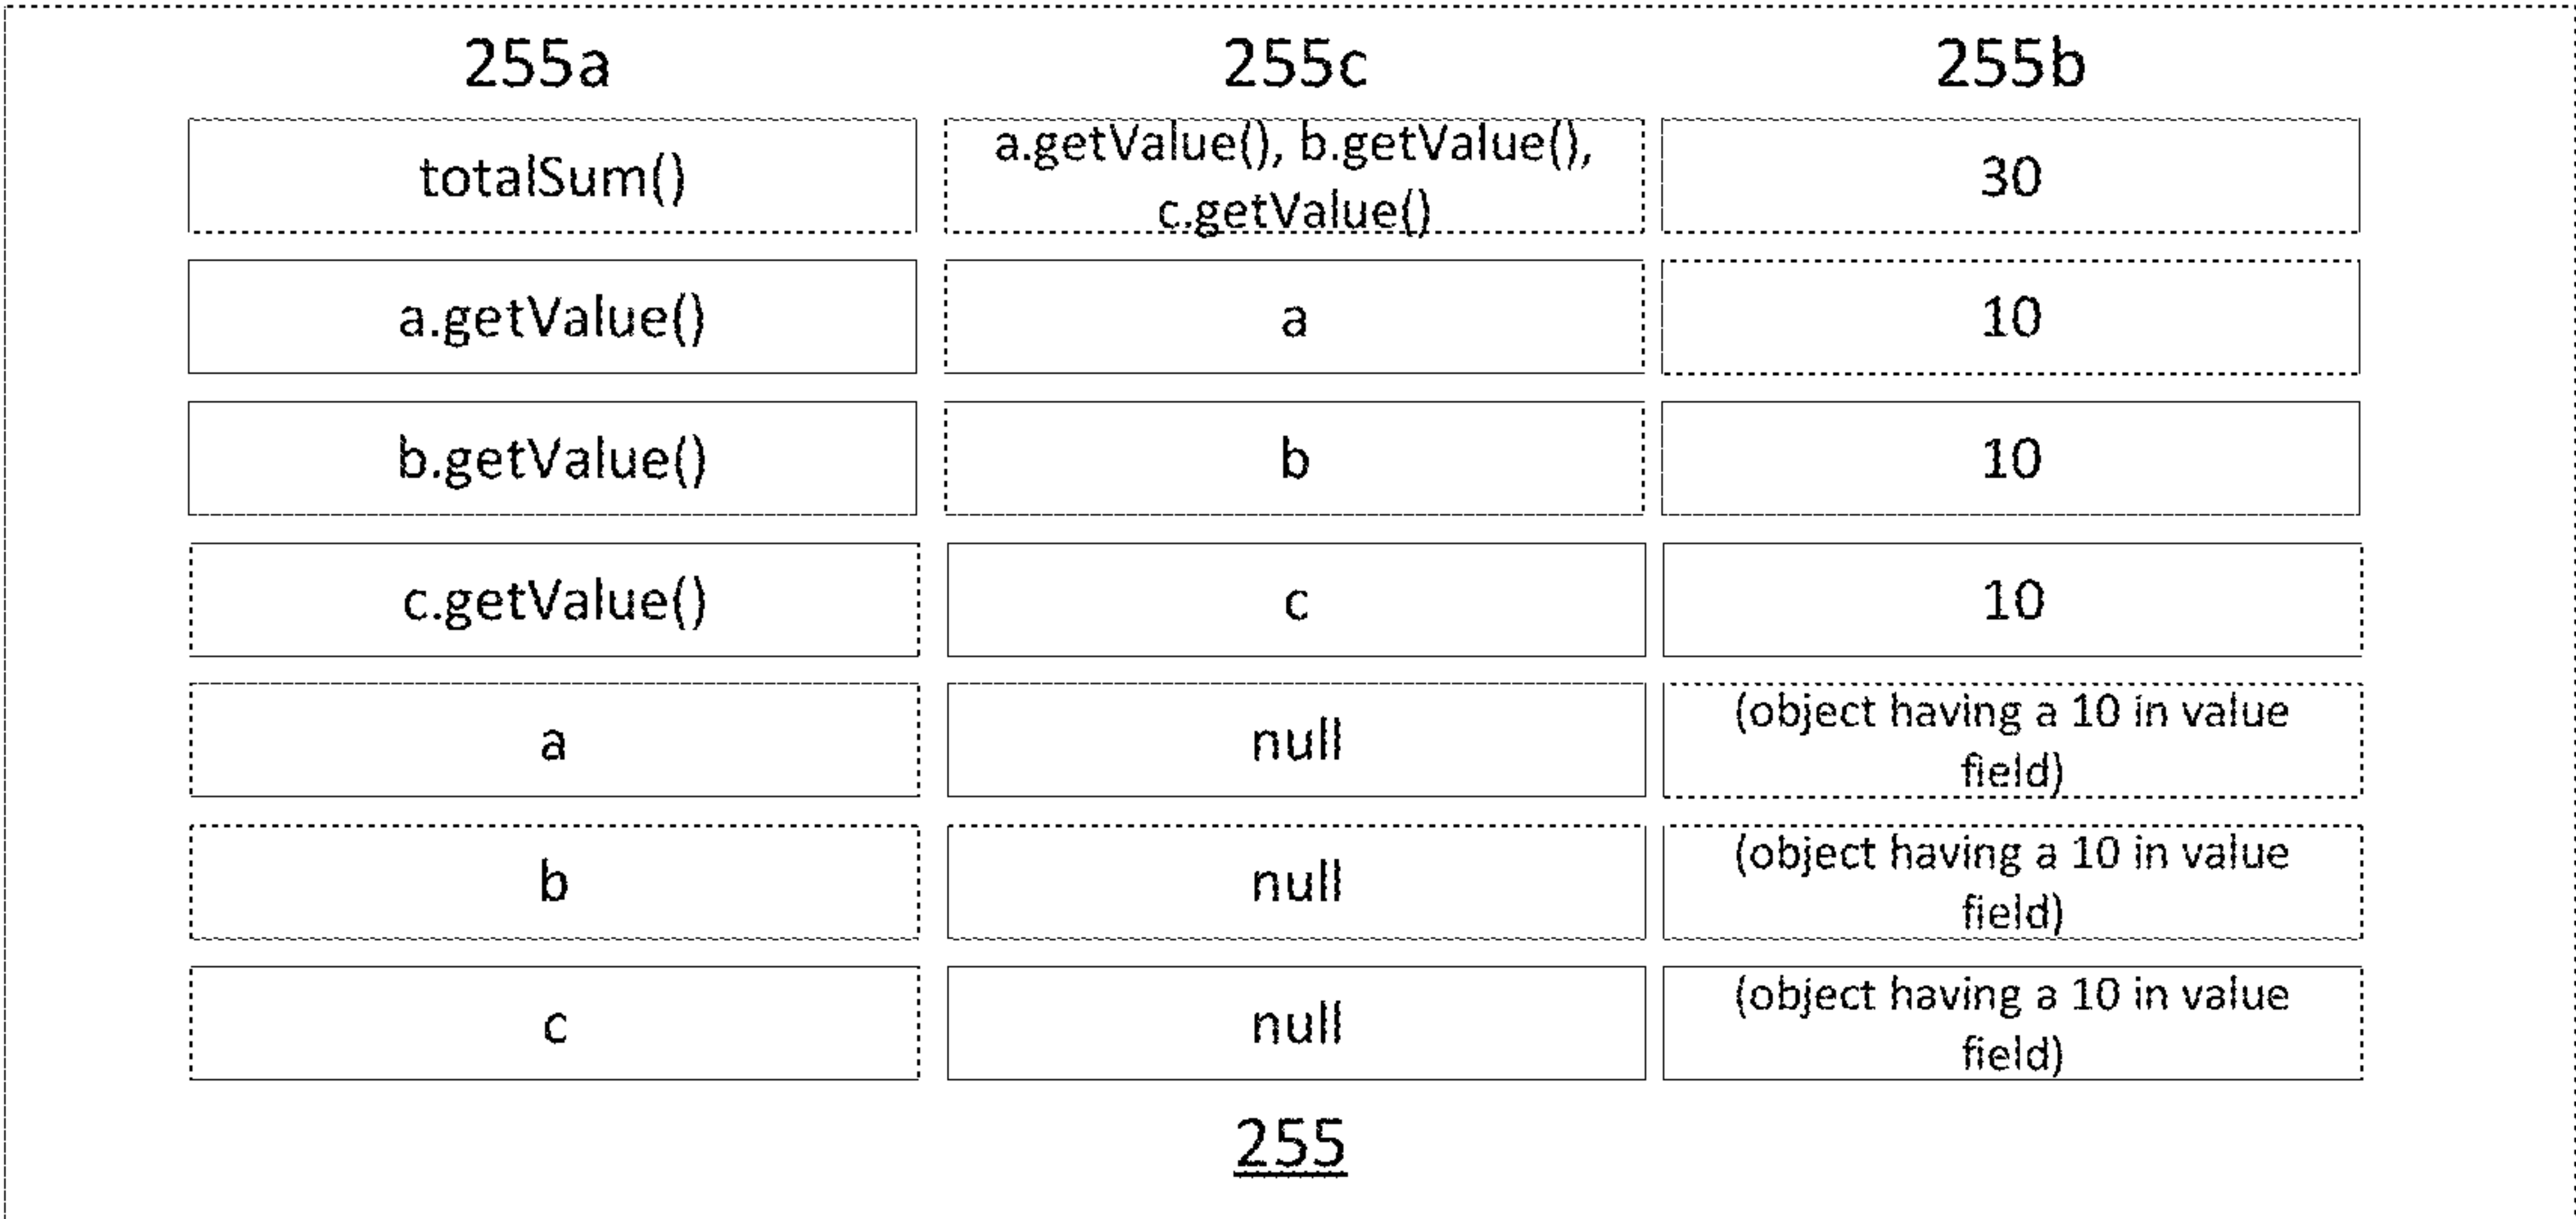 255a 255c 255b
totalSum() a.getValue(), b.getValue(), 30
c.getValue()
a.getValue() a 10
b.getValue() b 10
c.getValue() c 10
a null (object having a 10 in value
field)
b null (object having a 10 in value
field)
c null (object having a 10 in value
field)
255